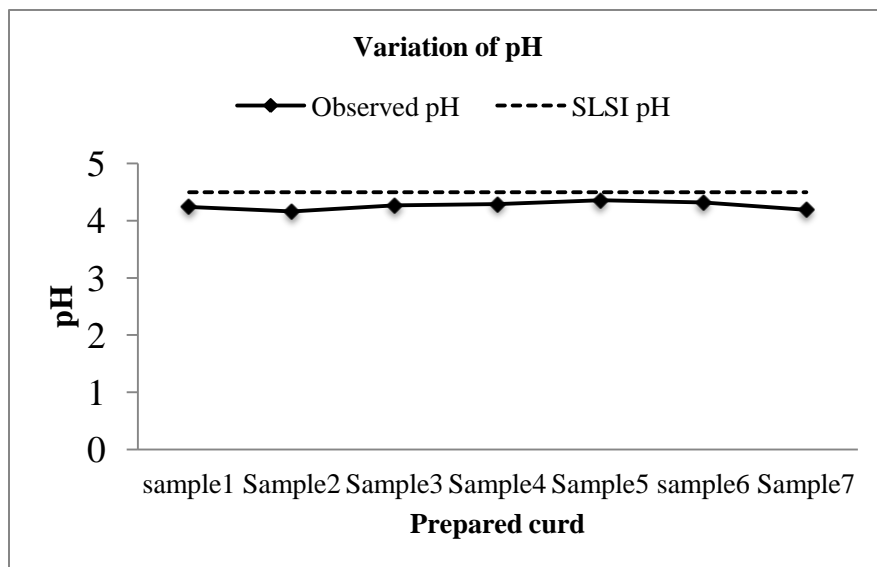 Variation of pH
Observed pH SLSI pH
5
4
3
2
1
0
pH
sample1 Sample2 Sample3 Sample4 Sample5 sample6 Sample7
Prepared curd